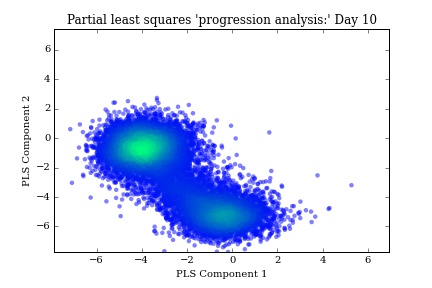 Partial least squares 'progression analysis:' Day 10
6
4
2
0
−2
−4
−6
PLS Component 2
−6 −4 −2 0 2 4 6
PLS Component 1